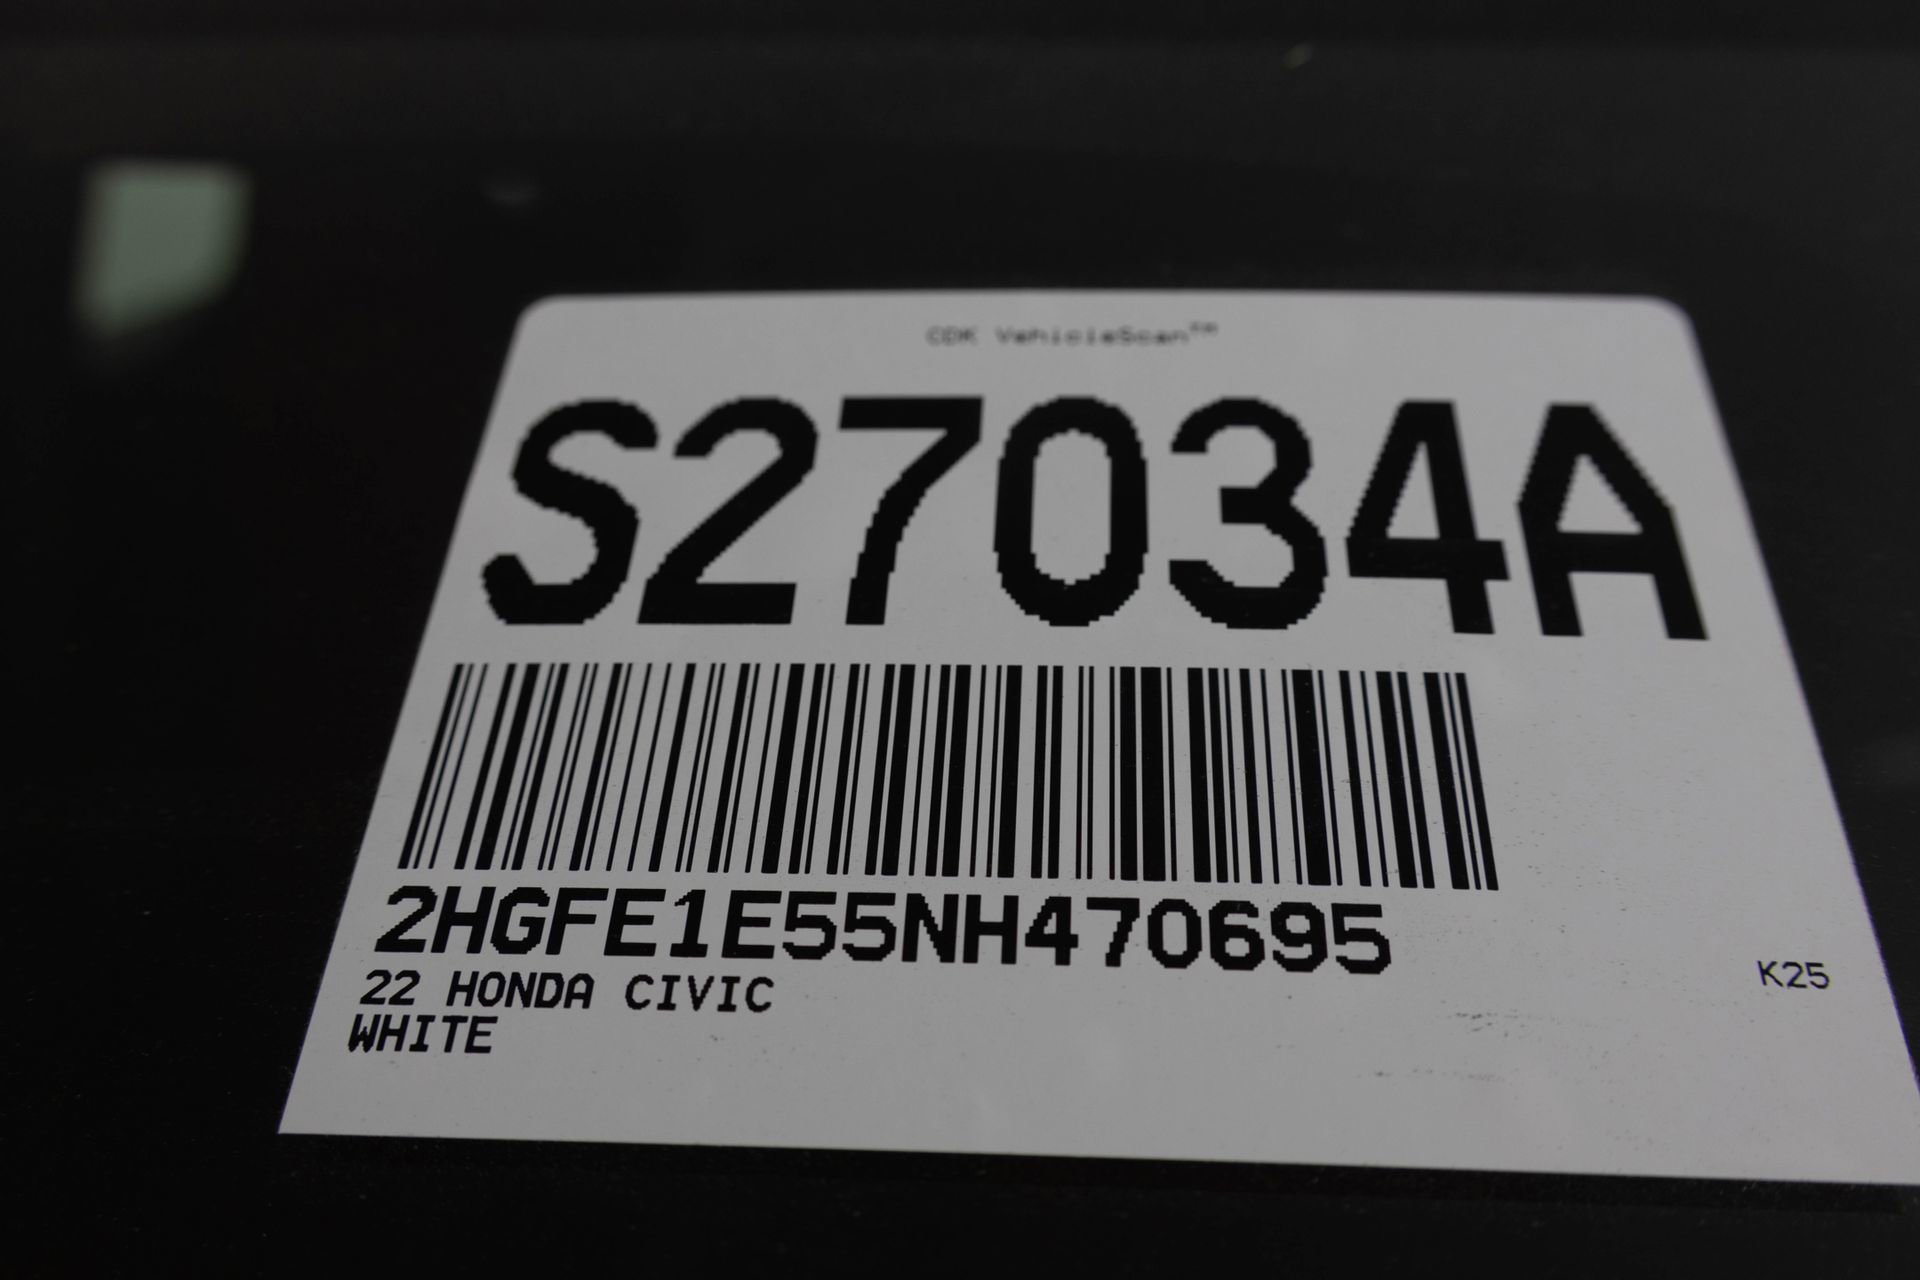 CDK VehicleScan™
S27034A
2HGFE1E55NH470695
22 HONDA CIVIC
K25
WHITE